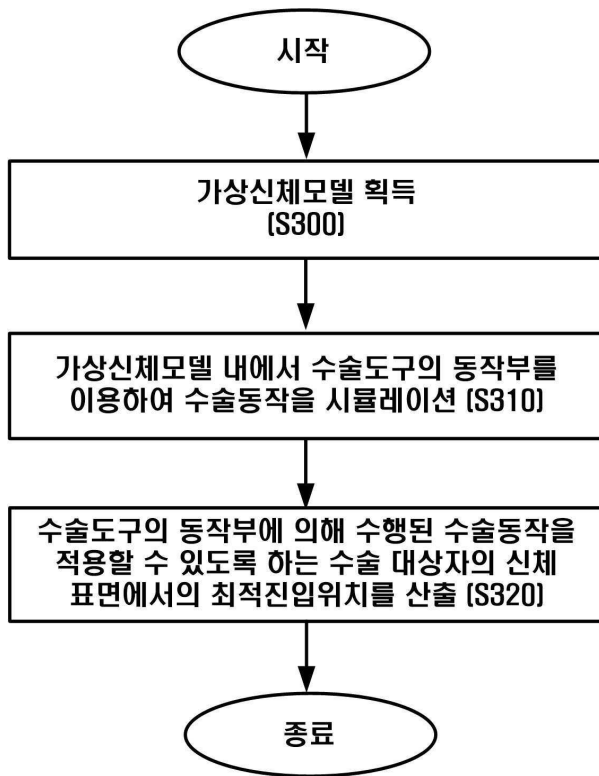 시작
가상신체모델 획득
(S300)
가상신체모델 내에서 수술도구의 동작부를
이용하여 수술동작을 시뮬레이션 (S310)
수술도구의 동작부에 의해 수행된 수술동작을
적용할 수 있도록 하는 수술 대상자의 신체
표면에서의 최적진입위치를 산출 (S320)
종료